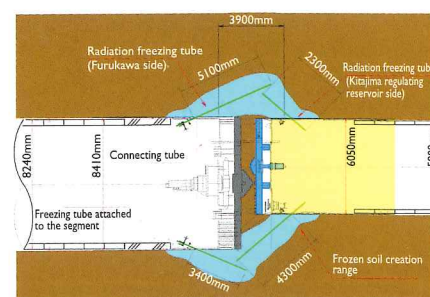 3900mm
Radiation freezing tube
(Furukawa side)
5100mm
2300mm
Radiation freezing tube
(Kitajima regulating
reservoir side)
8240mm
8410mm
Connecting tube
6050mm
Freezing tube attached
to the segment
3400mm
4300mm
Frozen soil creation
range